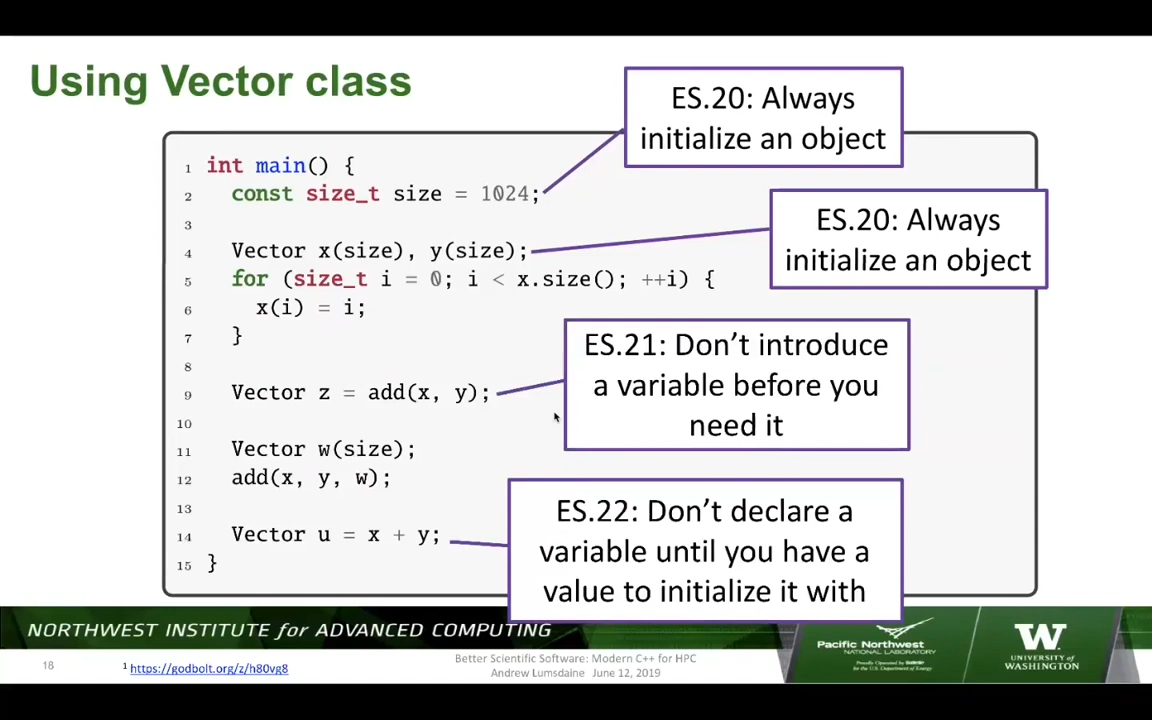 Using Vector class
ES.20: Always
initialize an object
1 int main() {
2 const size_t size = 1024;
3
ES.20: Always
initialize an object
4 Vector x(size), y(size);
5 for (size_t i = 0; i < x.size(); ++i) {
6 x(i) = i;
7 }
8
ES.21: Don’t introduce
a variable before you
need it
9 Vector z = add(x, y);
10
11 Vector w(size);
12 add(x, y, w);
13
ES.22: Don’t declare a
variable until you have a
value to initialize it with
14 Vector u = x + y;
15 }
NORTHWEST INSTITUTE for ADVANCED COMPUTING
Pacific Northwest
NATIONAL LABORATORY
W
UNIVERSITY of
WASHINGTON
18
1 https://godbolt.org/z/h80vg8
Better Scientific Software: Modern C++ for HPC
Andrew Lumsdaine June 12, 2019